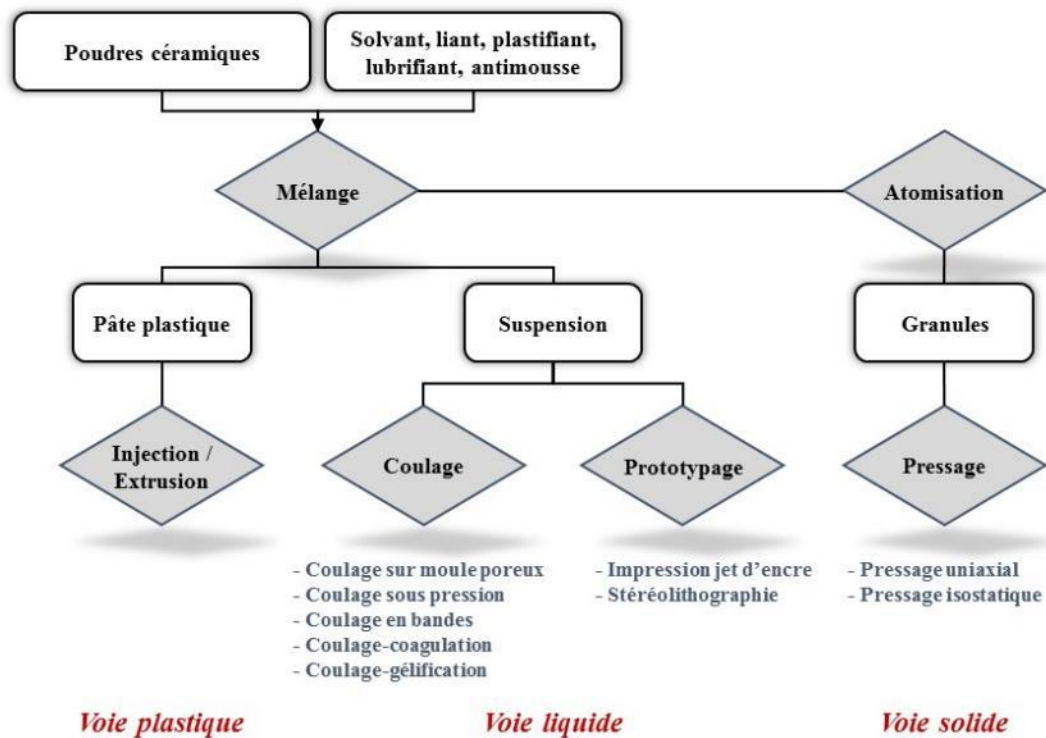 Poudres céramiques
Solvant, liant, plastifiant,
lubrifiant, antimousse
Mélange
Atomisation
Pâte plastique
Suspension
Granules
Injection /
Extrusion
Coulage
Prototypage
Pressage
- Coulage sur moule poreux
- Coulage sous pression
- Coulage en bandes
- Coulage-coagulation
- Coulage-gélification
- Impression jet d’encre
- Stéréolithographie
- Pressage uniaxial
- Pressage isostatique
Voie plastique
Voie liquide
Voie solide